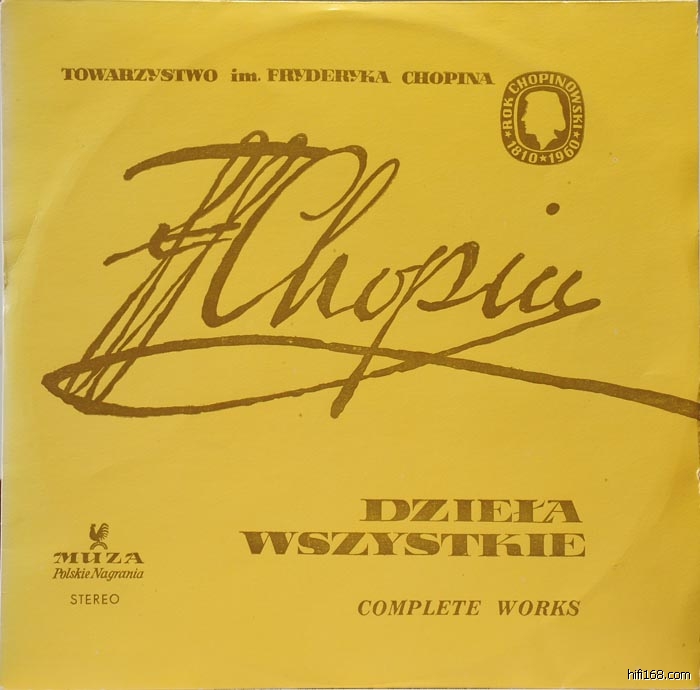 TOWARZYSTWO im. FRYDERYKA CHOPINA
ROK CHOPINOWSKI
1810 ★ 1960
FChopin
DZIEŁA
WSZYSTKIE
MUZA
Polskie Nagrania
STEREO
COMPLETE WORKS
hifi168.com